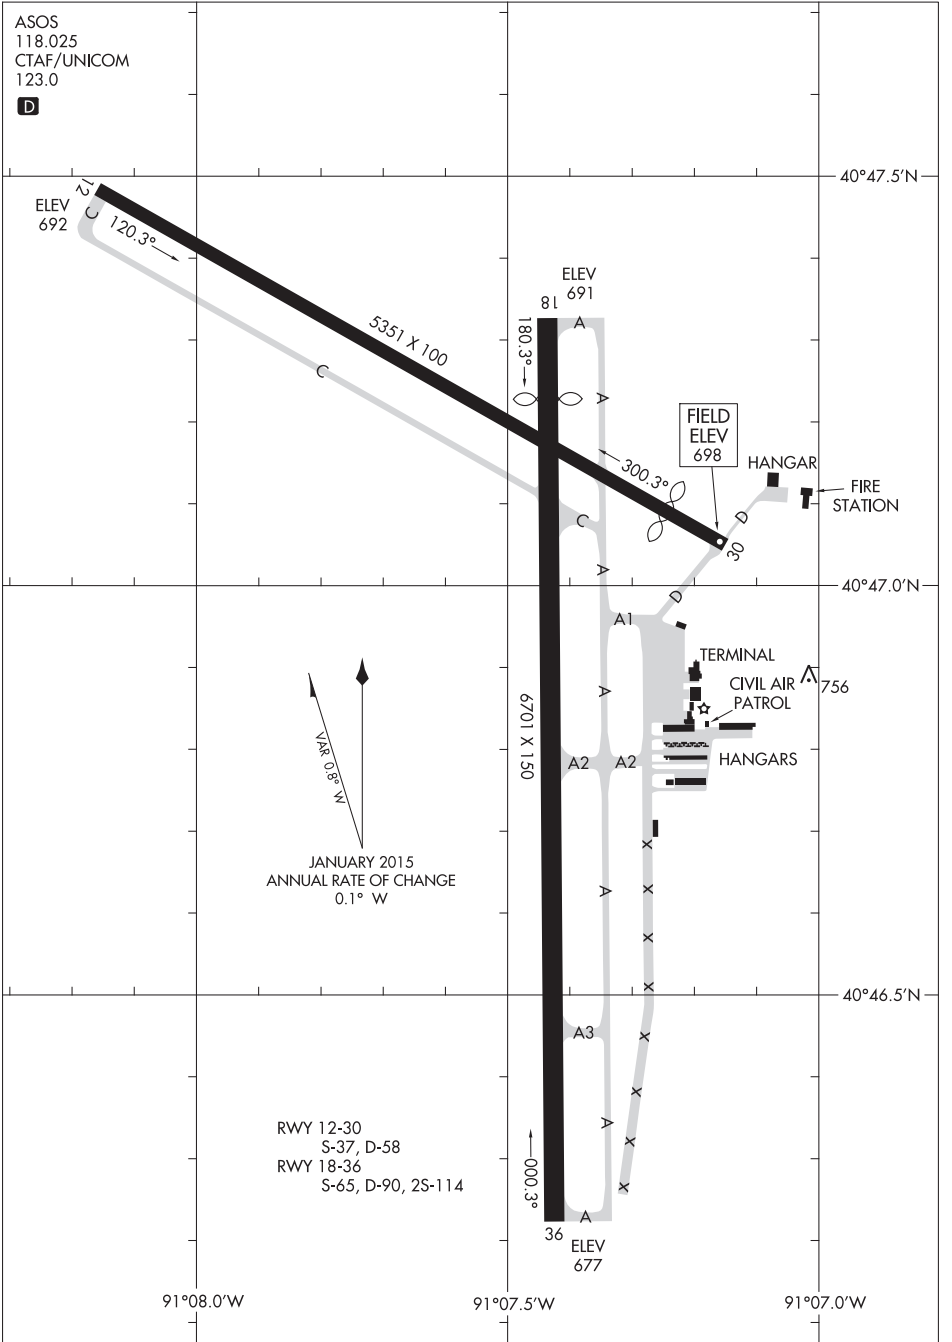 ASOS
118.025
CTAF/UNICOM
123.0
D
40°47.5'N
12
C
ELEV
692
120.3°
5351 X 100
C
ELEV
691
18
A
180.3°
A
FIELD
ELEV
698
300.3°
HANGAR
FIRE
STATION
D
C
30
A
40°47.0'N
D
A1
TERMINAL
CIVIL AIR
PATROL
756
A
6701 X 150
A2
A2
HANGARS
VAR 0.8° W
X
JANUARY 2015
ANNUAL RATE OF CHANGE
0.1° W
A
X
X
X
40°46.5'N
A3
X
X
RWY 12-30
S-37, D-58
RWY 18-36
S-65, D-90, 2S-114
A
X
000.3°
X
A
36
ELEV
677
91°08.0'W
91°07.5'W
91°07.0'W